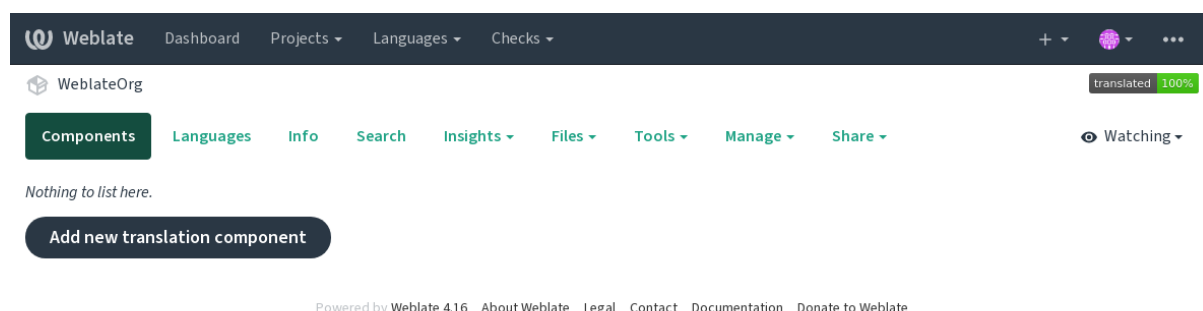 Weblate Dashboard Projects Languages Checks
WeblateOrg translated 100%
Components Languages Info Search Insights Files Tools Manage Share Watching
Nothing to list here.
Add new translation component
Powered by Weblate 4.16 About Weblate Legal Contact Documentation Donate to Weblate